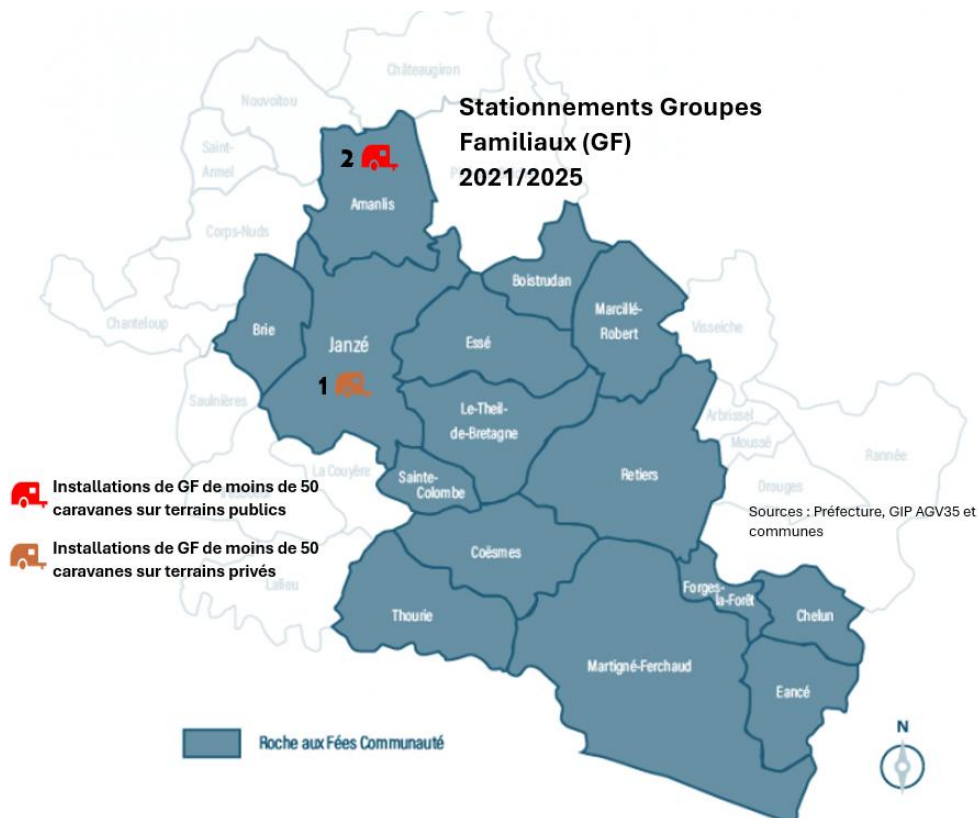 Châteaugiron
Nouvoitou
Stationnements Groupes
Familiaux (GF)
2021/2025
Saint-
Armel
2
Amanlis
Corps-Nuds
Boistrudan
Marcillé-
Robert
Chanteloup
Brie
Janzé
Essé
Visseiche
1
Saulnières
Le-Theil-
de-Bretagne
Arbrissel
Moussé
Rannée
La Couyère
Sainte-
Colombe
Retiers
Drouges
Installations de GF de moins de 50
caravanes sur terrains publics
Sources : Préfecture, GIP AGV35 et
communes
Installations de GF de moins de 50
caravanes sur terrains privés
Coësmes
Lalleu
Forges-
la-Forêt
Thourie
Chelun
Martigné-Ferchaud
Eancé
Roche aux Fées Communauté
N